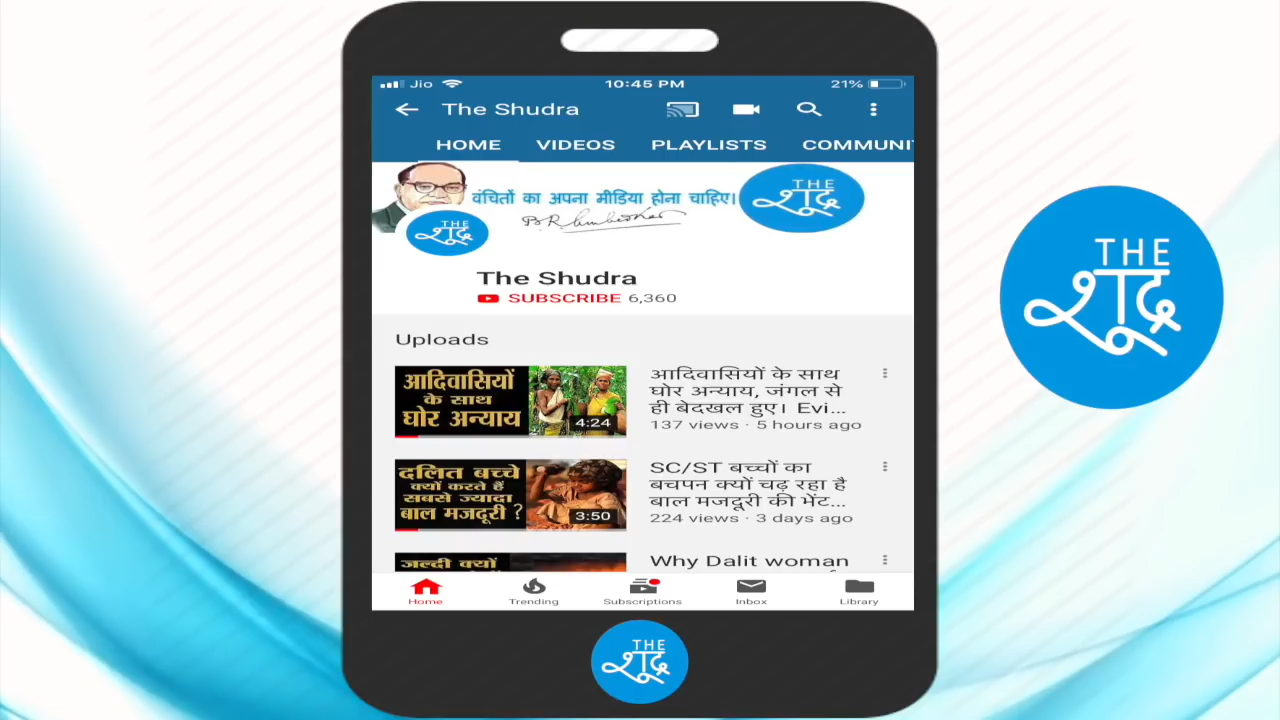 Jio
10:45 PM
21%
The Shudra
HOME
VIDEOS
PLAYLISTS
COMMUNI
वंचितों का अपना मीडिया होना चाहिए।
THE
शूद्र
THE
शूद्र
The Shudra
SUBSCRIBE 6,360
Uploads
आदिवासियों
के साथ
घोर अन्याय
4:24
आदिवासियों के साथ
घोर अन्याय, जंगल से
ही बेदखल हुए। Evi...
137 views · 5 hours ago
दलित बच्चे
क्यों करते हैं
सबसे ज्यादा
बाल मजदूरी ?
3:50
SC/ST बच्चों का
बचपन क्यों चढ़ रहा है
बाल मजदूरी की भेंट...
224 views · 3 days ago
जल्दी क्यों
Why Dalit woman
Home
Trending
Subscriptions
Inbox
Library
THE
शूद्र
THE
शूद्र